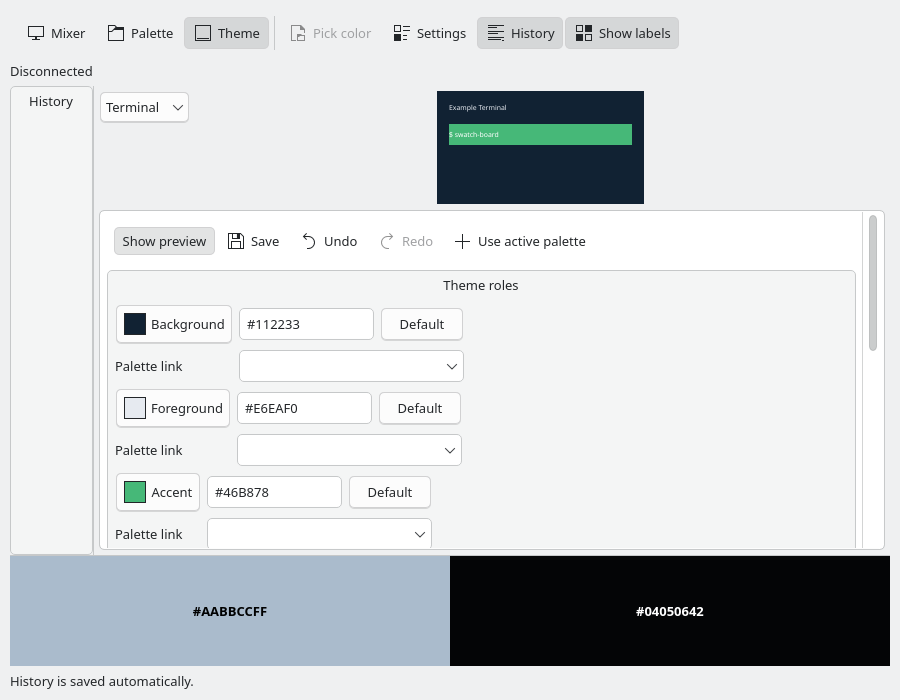 Mixer Palette Theme Pick color Settings History Show labels
Disconnected
History
Terminal
Example Terminal
$ swatch-board
Show preview Save Undo Redo Use active palette
Theme roles
Background #112233 Default
Palette link
Foreground #E6EAF0 Default
Palette link
Accent #46B878 Default
Palette link
#AABBCCFF #04050642
History is saved automatically.